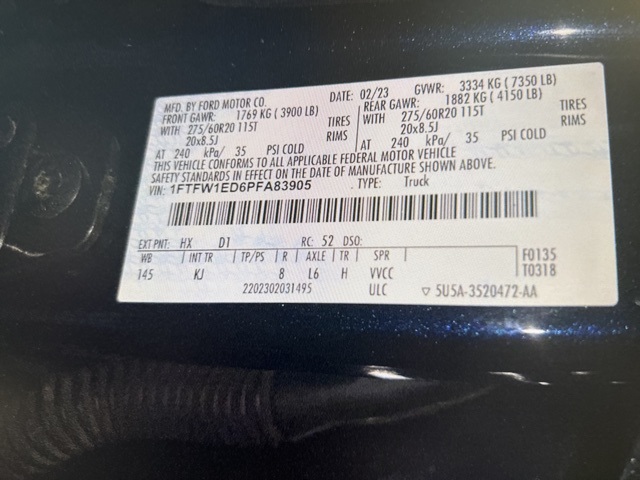 MFD. BY FORD MOTOR CO.
DATE: 02/23 GVWR: 3334 KG ( 7350 LB)
FRONT GAWR: 1769 KG ( 3900 LB)
REAR GAWR: 1882 KG ( 4150 LB)
WITH 275/60R20 115T TIRES
WITH 275/60R20 115T TIRES
20x8.5J RIMS
20x8.5J RIMS
AT 240 kPa/ 35 PSI COLD
AT 240 kPa/ 35 PSI COLD
THIS VEHICLE CONFORMS TO ALL APPLICABLE FEDERAL MOTOR VEHICLE
SAFETY STANDARDS IN EFFECT ON THE DATE OF MANUFACTURE SHOWN ABOVE.
VIN: 1FTFW1ED6PFA83905 TYPE: Truck
EXT PNT: HX D1 RC: 52 DSO:
WB INT TR TP/PS R AXLE TR SPR
145 KJ 8 L6 H VVCC
F0135
T0318
2202302031495 ULC ▽ 5U5A-3520472-AA